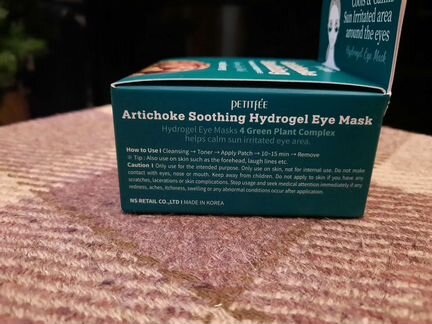 Cools & Calms
Sun Irritated area
around the eyes
Hydrogel Eye Mask
PETITFÉE
Artichoke Soothing Hydrogel Eye Mask
Hydrogel Eye Masks 4 Green Plant Complex
helps calm sun irritated eye area.
How to Use I Cleansing → Toner → Apply Patch → 10~15 min → Remove
※ Tip : Also use on skin such as the forehead, laugh lines etc.
Caution I Only use for the intended purpose. Use only on skin, not for internal use. Do not make
contact with eyes, nose or mouth. Keep away from children. Do not apply to skin if you have any
scratches, lacerations or skin complications. Stop usage and seek medical attention immediately if any
redness, aches, itchiness, swelling or any abnormal conditions occur after application.
NS RETAIL CO.,LTD I MADE IN KOREA